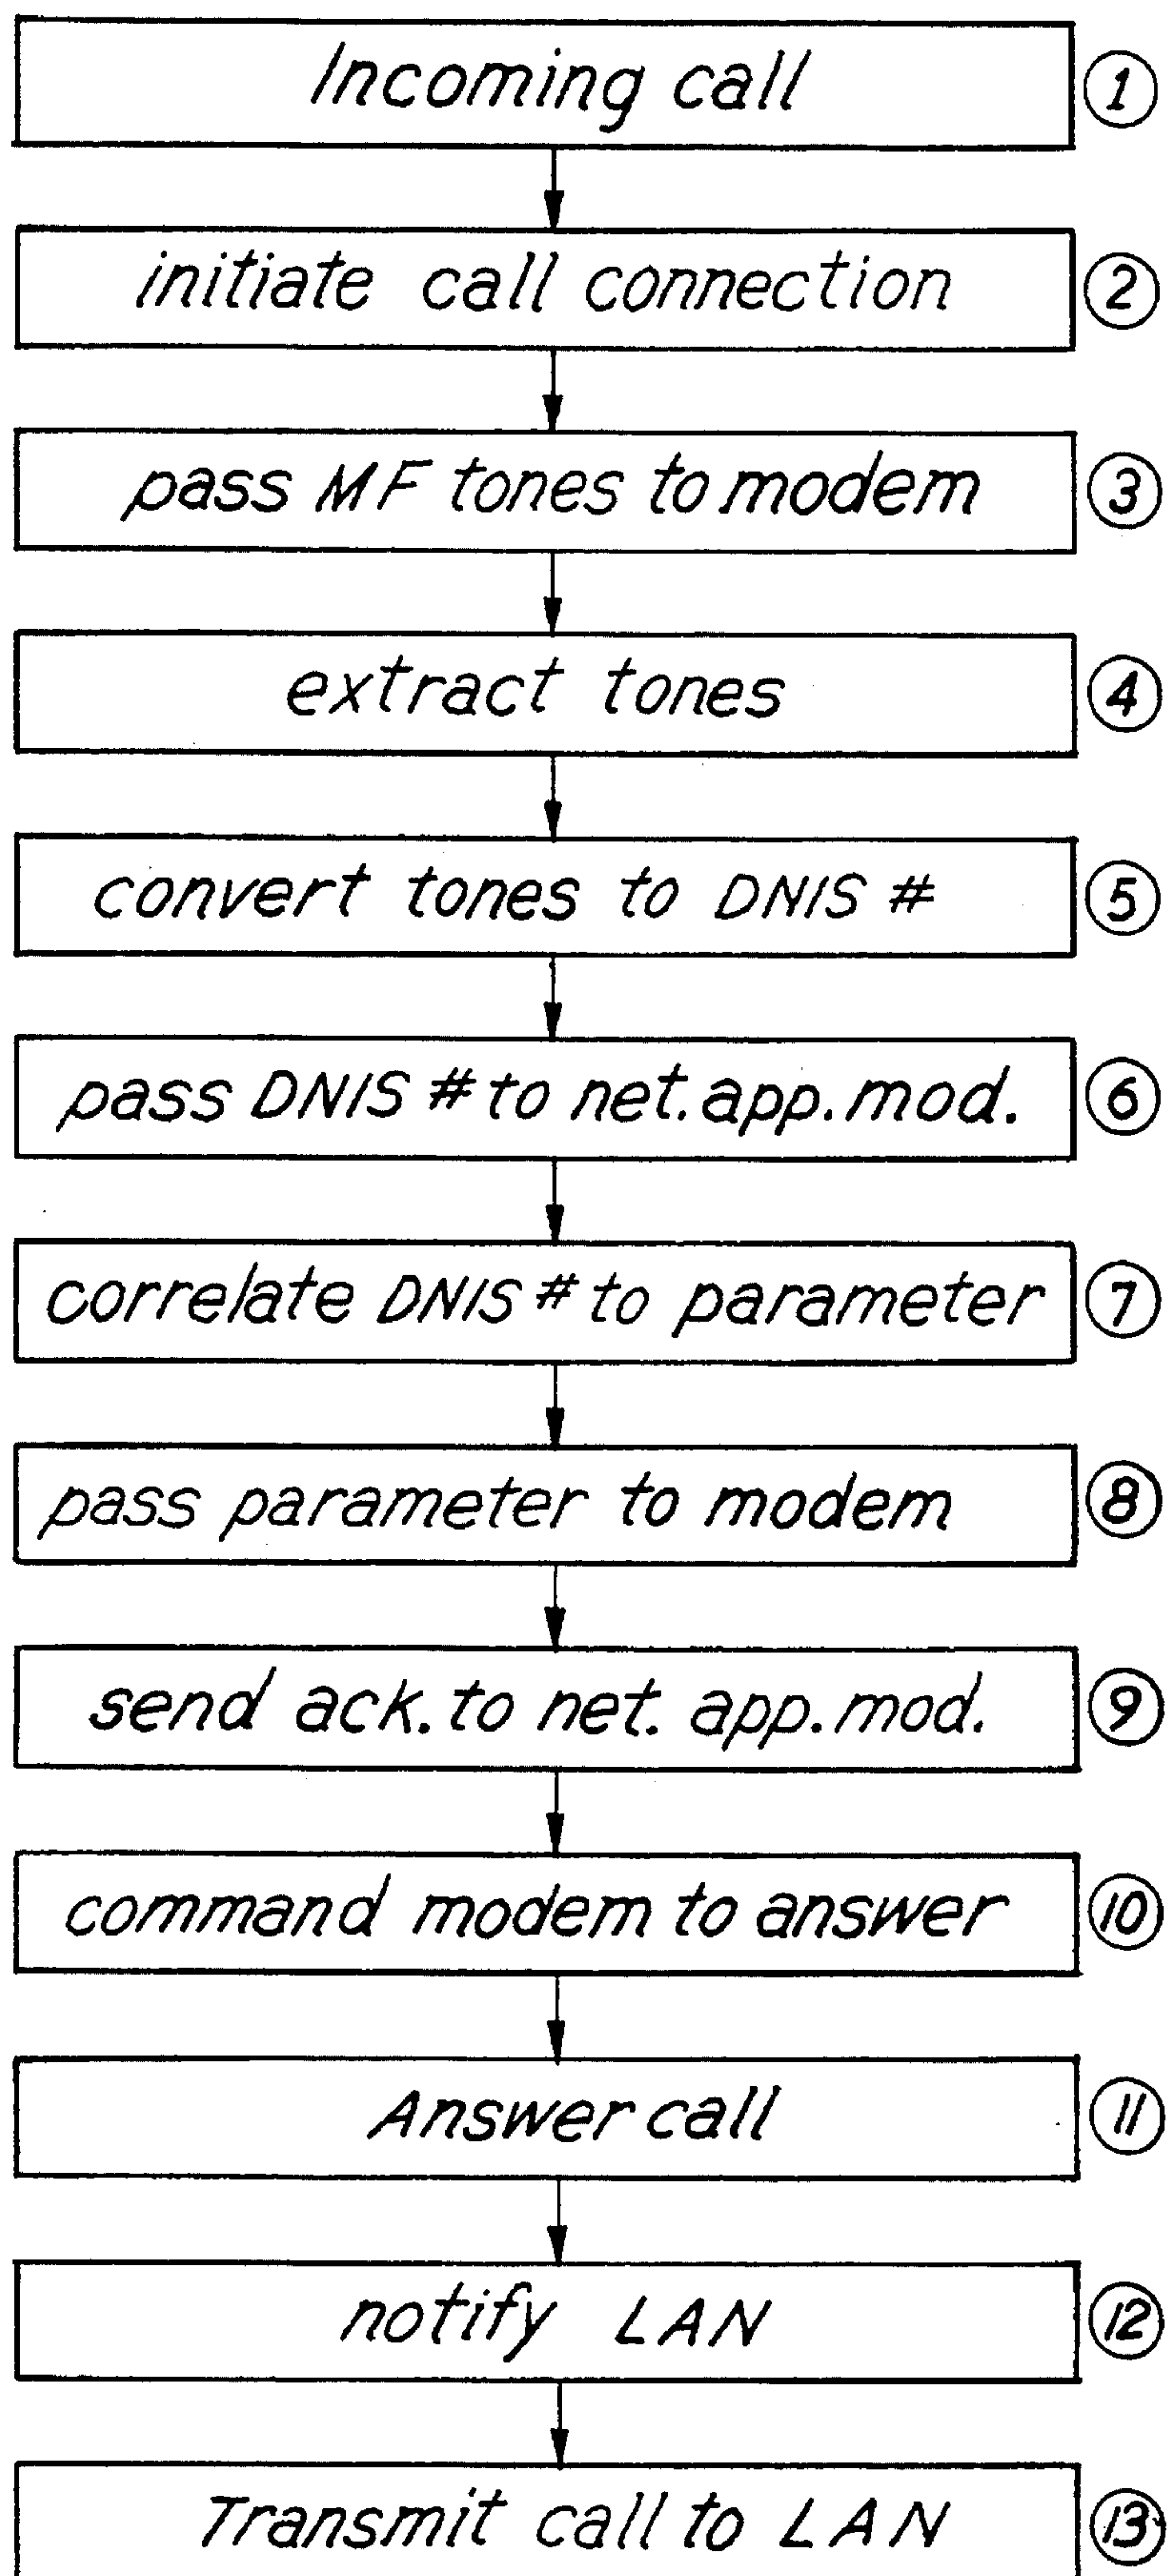 Incoming call ①
initiate call connection ②
pass MF tones to modem ③
extract tones ④
convert tones to DNIS # ⑤
pass DNIS # to net.app.mod. ⑥
correlate DNIS # to parameter ⑦
pass parameter to modem ⑧
send ack. to net. app.mod. ⑨
command modem to answer ⑩
Answer call ⑪
notify LAN ⑫
Transmit call to LAN ⑬